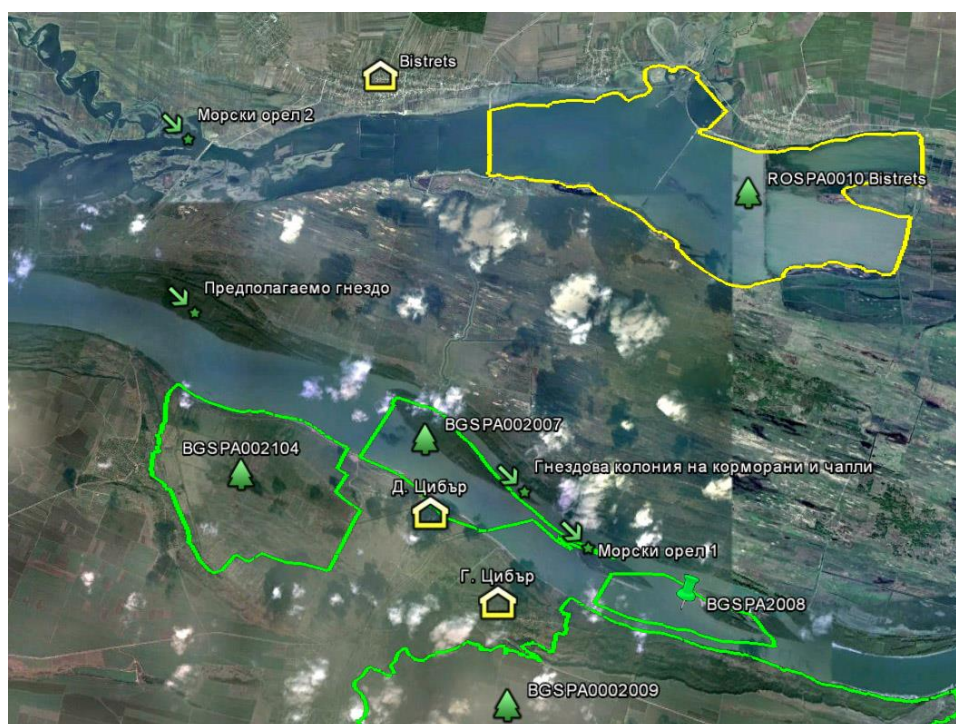 Bistrets
Морски орел 2
ROSPA0010 Bistrets
Предполагаемо гнездо
BGSPA002007
BGSPA002104
Гнездова колония на корморани и чапли
Д. Цибър
Морски орел 1
Г. Цибър
BGSPA2008
BGSPA0002009